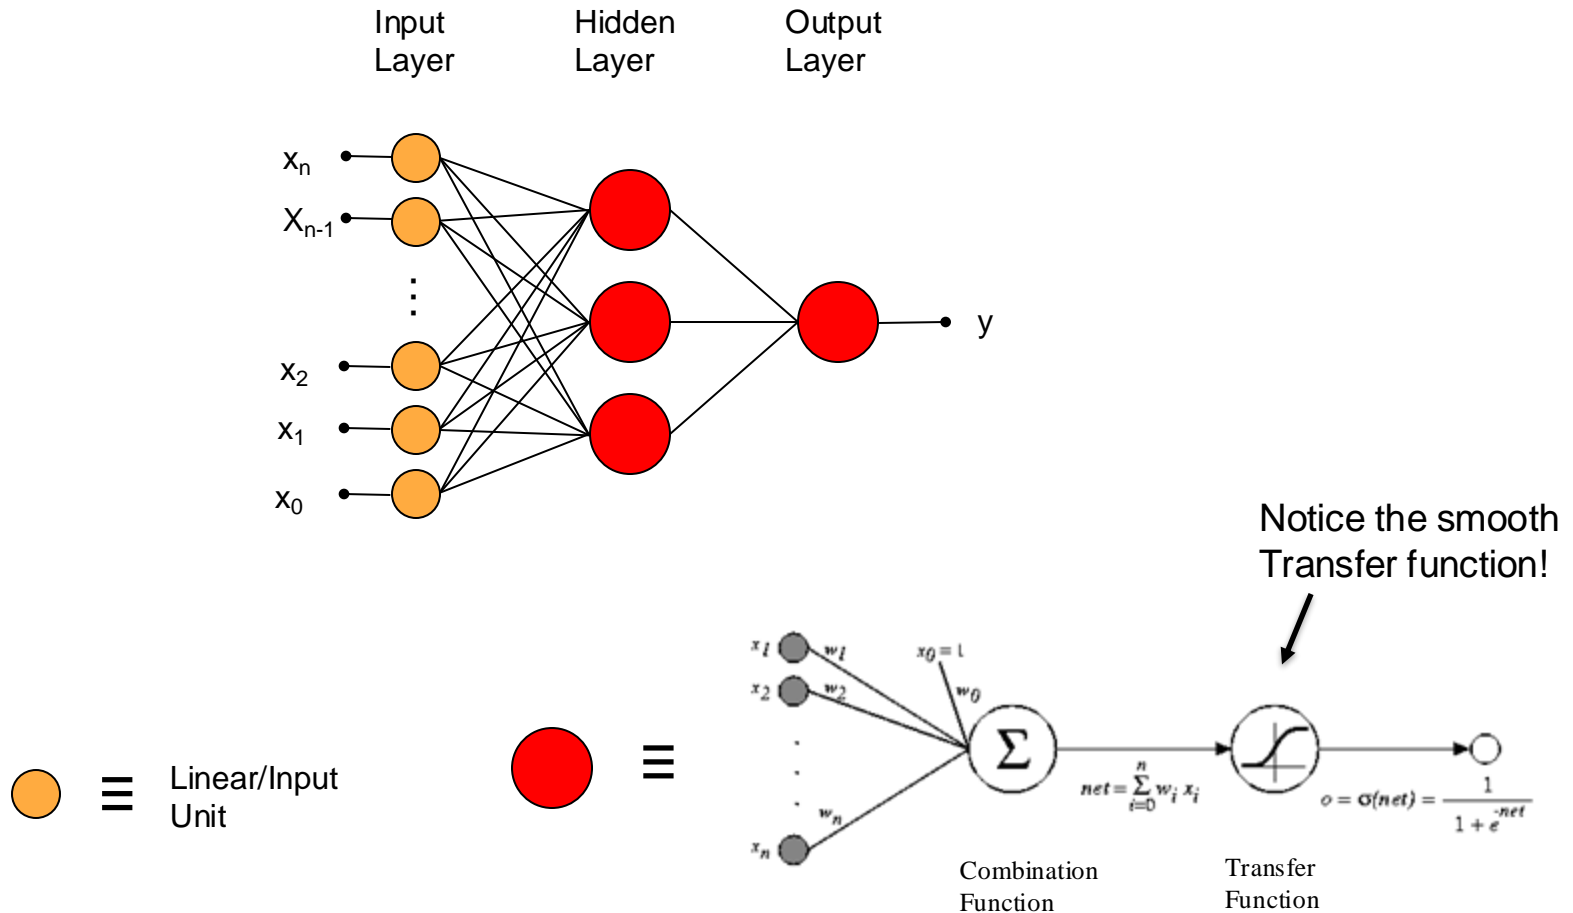 Input
Layer
Hidden
Layer
Output
Layer
xn
Xn-1
⋮
x2
x1
x0
y
Notice the smooth
Transfer function!
≡ Linear/Input
Unit
≡
x1 w1
x2 w2
x0 = 1
w0
.
.
.
wn
xn
Σ
net = Σ i=0 n wi xi
o = σ(net) = 1 / 1 + e -net
Combination
Function
Transfer
Function